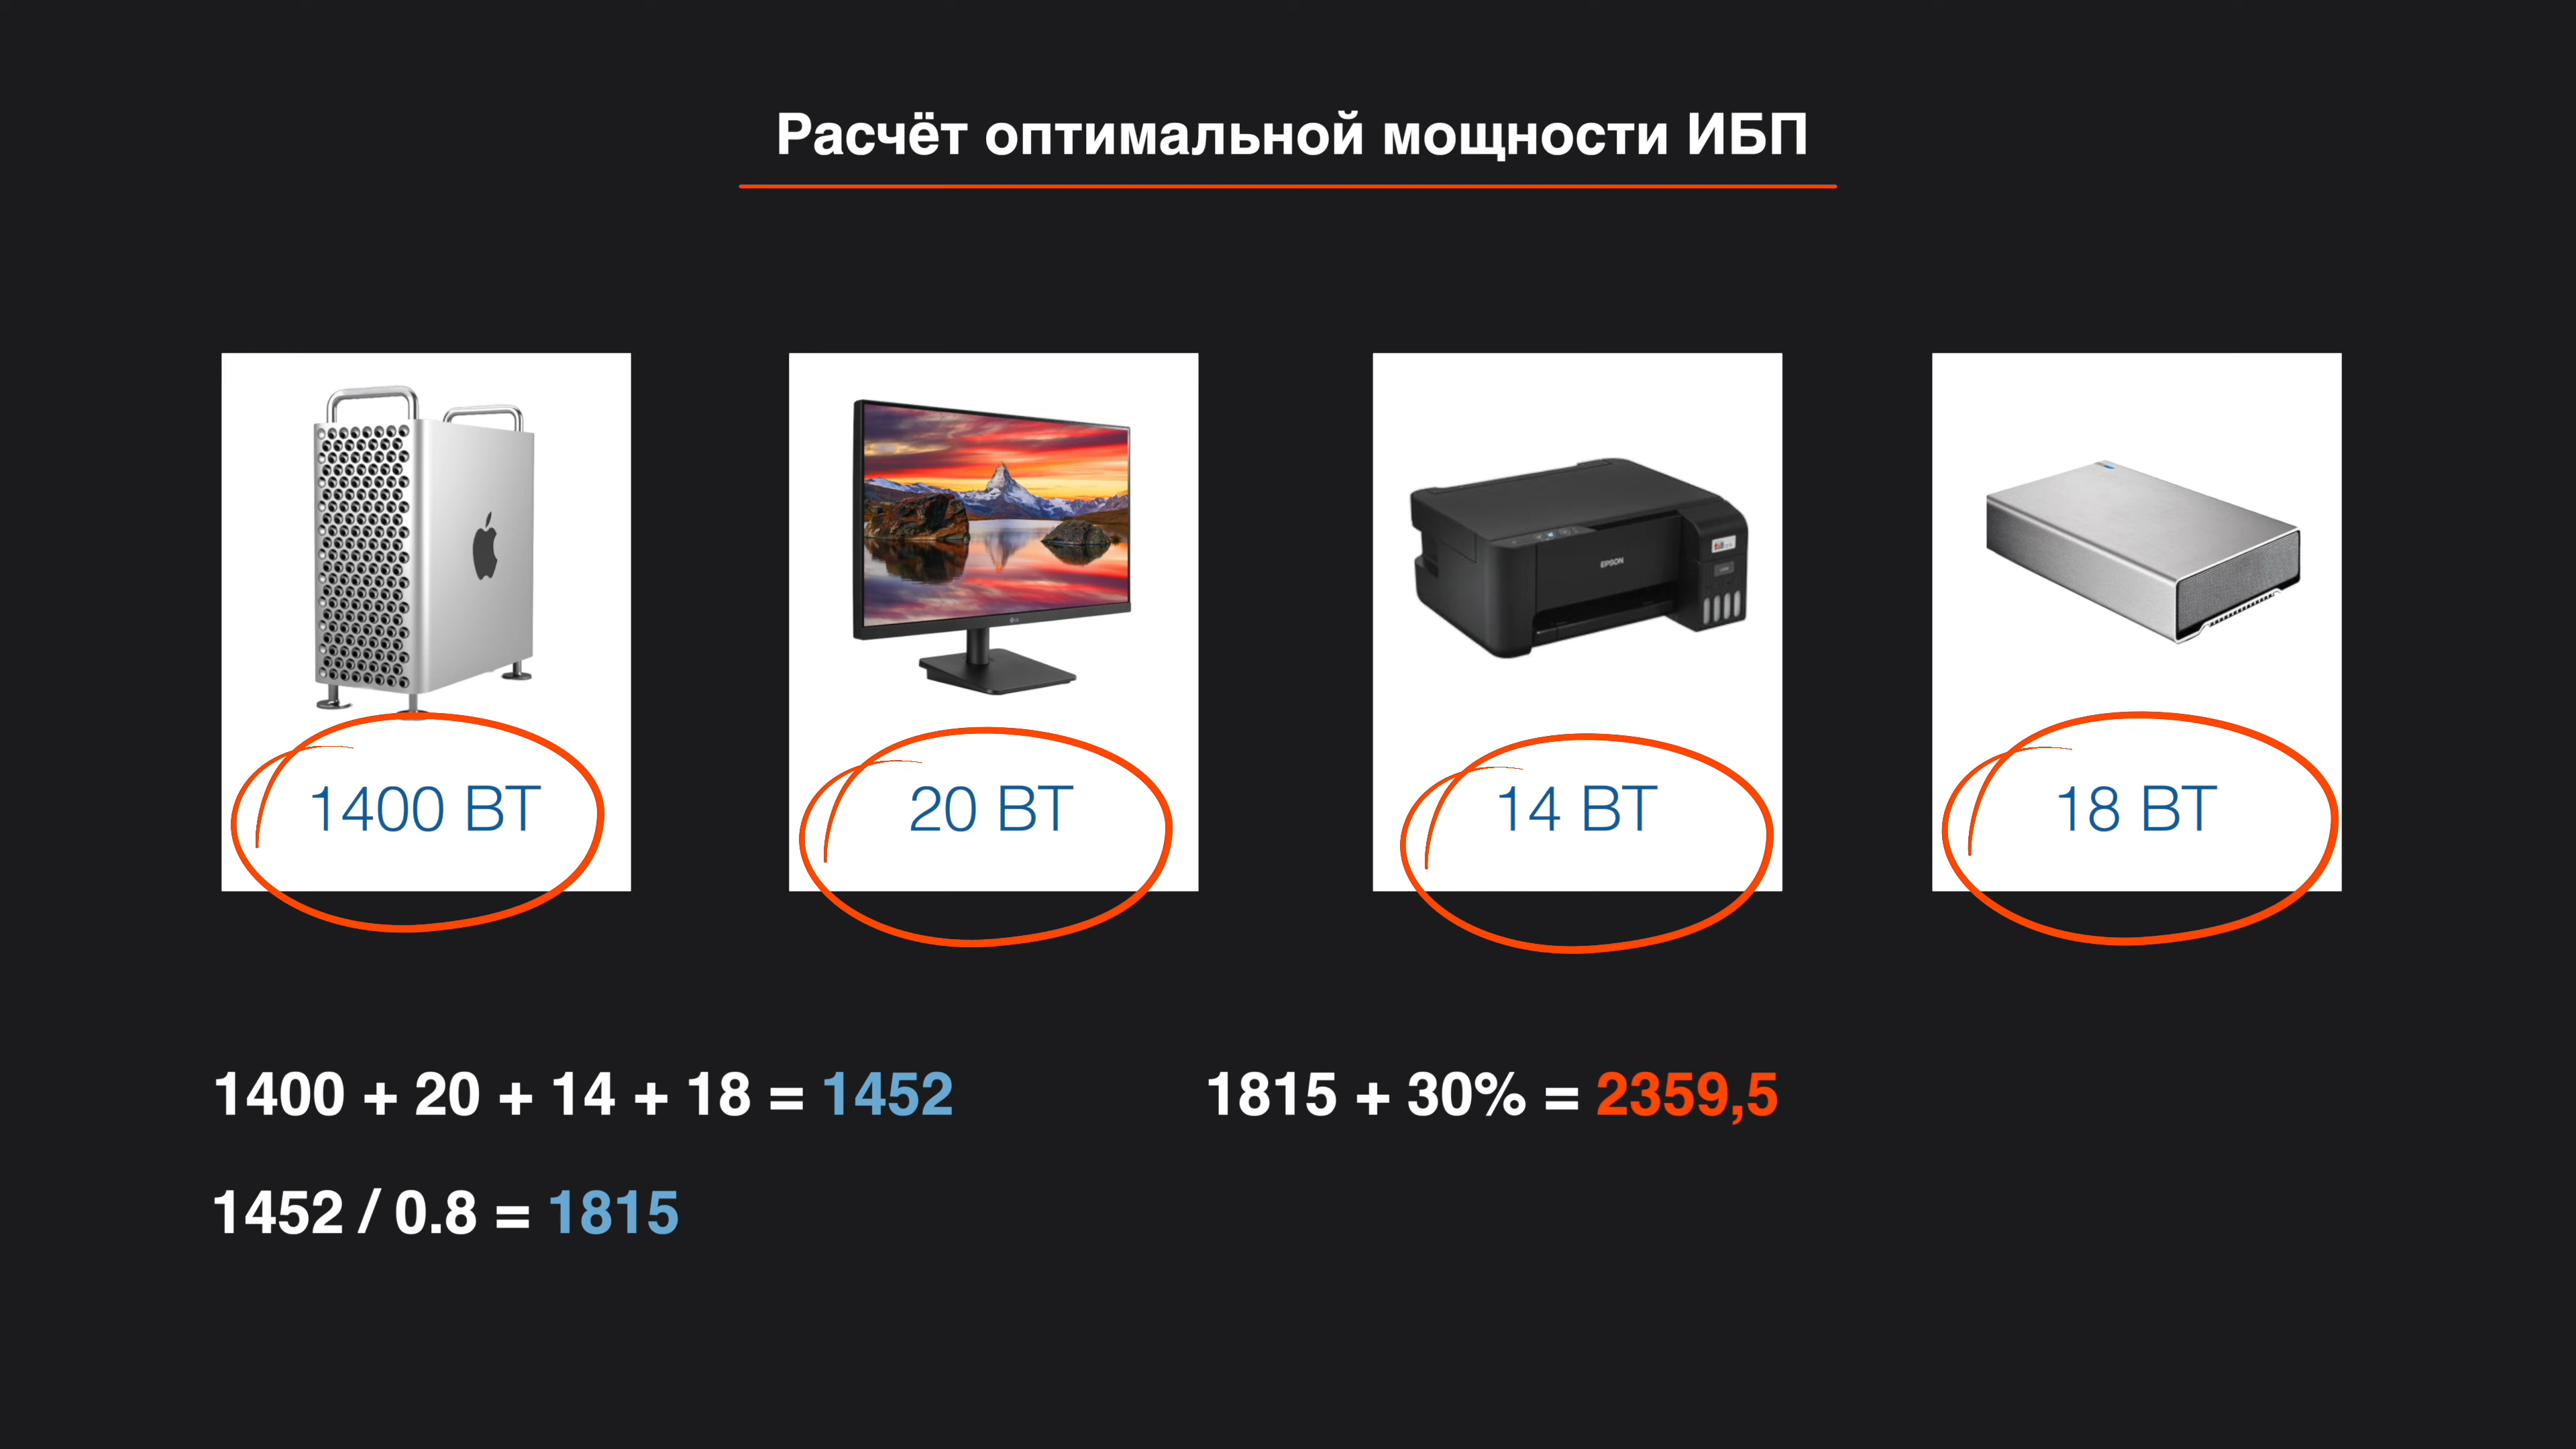 Расчёт оптимальной мощности ИБП
EPSON
1400 ВТ
20 ВТ
14 ВТ
18 ВТ
1400 + 20 + 14 + 18 = 1452
1452 / 0.8 = 1815
1815 + 30% = 2359,5